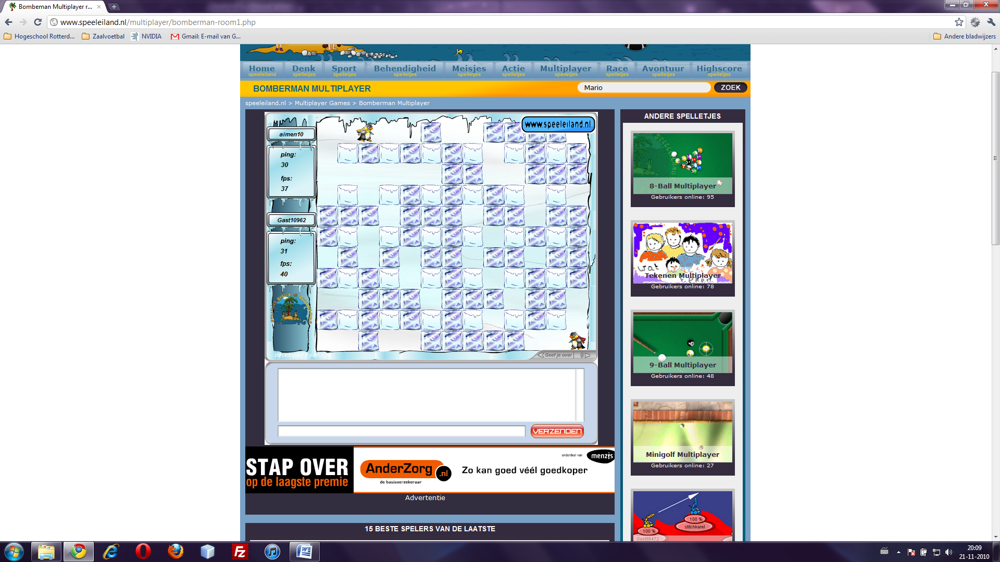 Bombeman Multiplayer r...
www.speeleiland.nl/multiplayer/bomberman-room1.php
Hogeschool Rotterd...
Zaalvoetbal
NVIDIA
Gmail: E-mail van G...
Andere bladwijzers
Home
speeleiland
Denk
spelletjes
Sport
spelletjes
Behendigheid
spelletjes
Meisjes
spelletjes
Actie
spelletjes
Multiplayer
spelletjes
Race
spelletjes
Avontuur
spelletjes
Highscore
spelletjes
BOMBERMAN MULTIPLAYER
Mario
ZOEK
speeleiland.nl > Multiplayer Games > Bomberman Multiplayer
www.speeleiland.nl
aimen10
ping:
30
fps:
37
Gast10962
ping:
31
fps:
40
developed by
Geef je over
VERZENDEN
STAP OVER
op de laagste premie
AnderZorg
.nl
de basisverzekeraar
Zo kan goed véél goedkoper
onderdeel van
menzis
Advertentie
15 BESTE SPELERS VAN DE LAATSTE
ANDERE SPELLETJES
8-Ball Multiplayer
Gebruikers online: 95
wat
Tekenen Multiplayer
Gebruikers online: 78
9-Ball Multiplayer
Gebruikers online: 48
Minigolf Multiplayer
Gebruikers online: 27
100 %
stitchkarel
100 %
Gast86472
20:09
21-11-2010